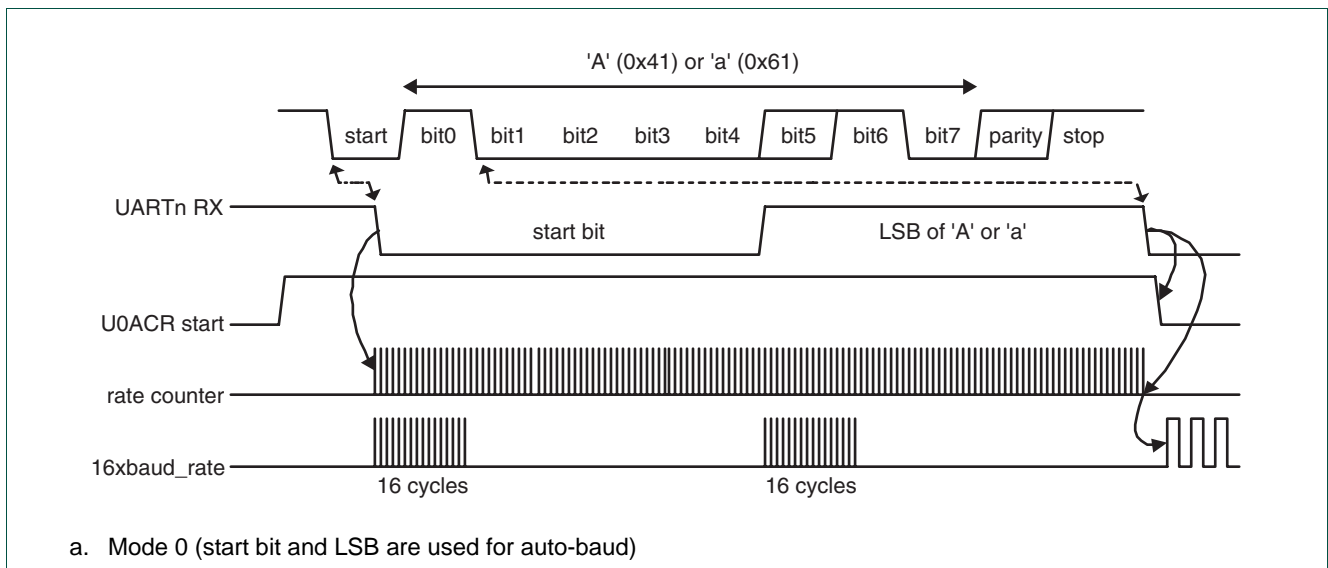 'A' (0x41) or 'a' (0x61)
start bit0 bit1 bit2 bit3 bit4 bit5 bit6 bit7 parity stop
UARTn RX
start bit
LSB of 'A' or 'a'
U0ACR start
rate counter
16xbaud_rate
16 cycles
16 cycles
a. Mode 0 (start bit and LSB are used for auto-baud)